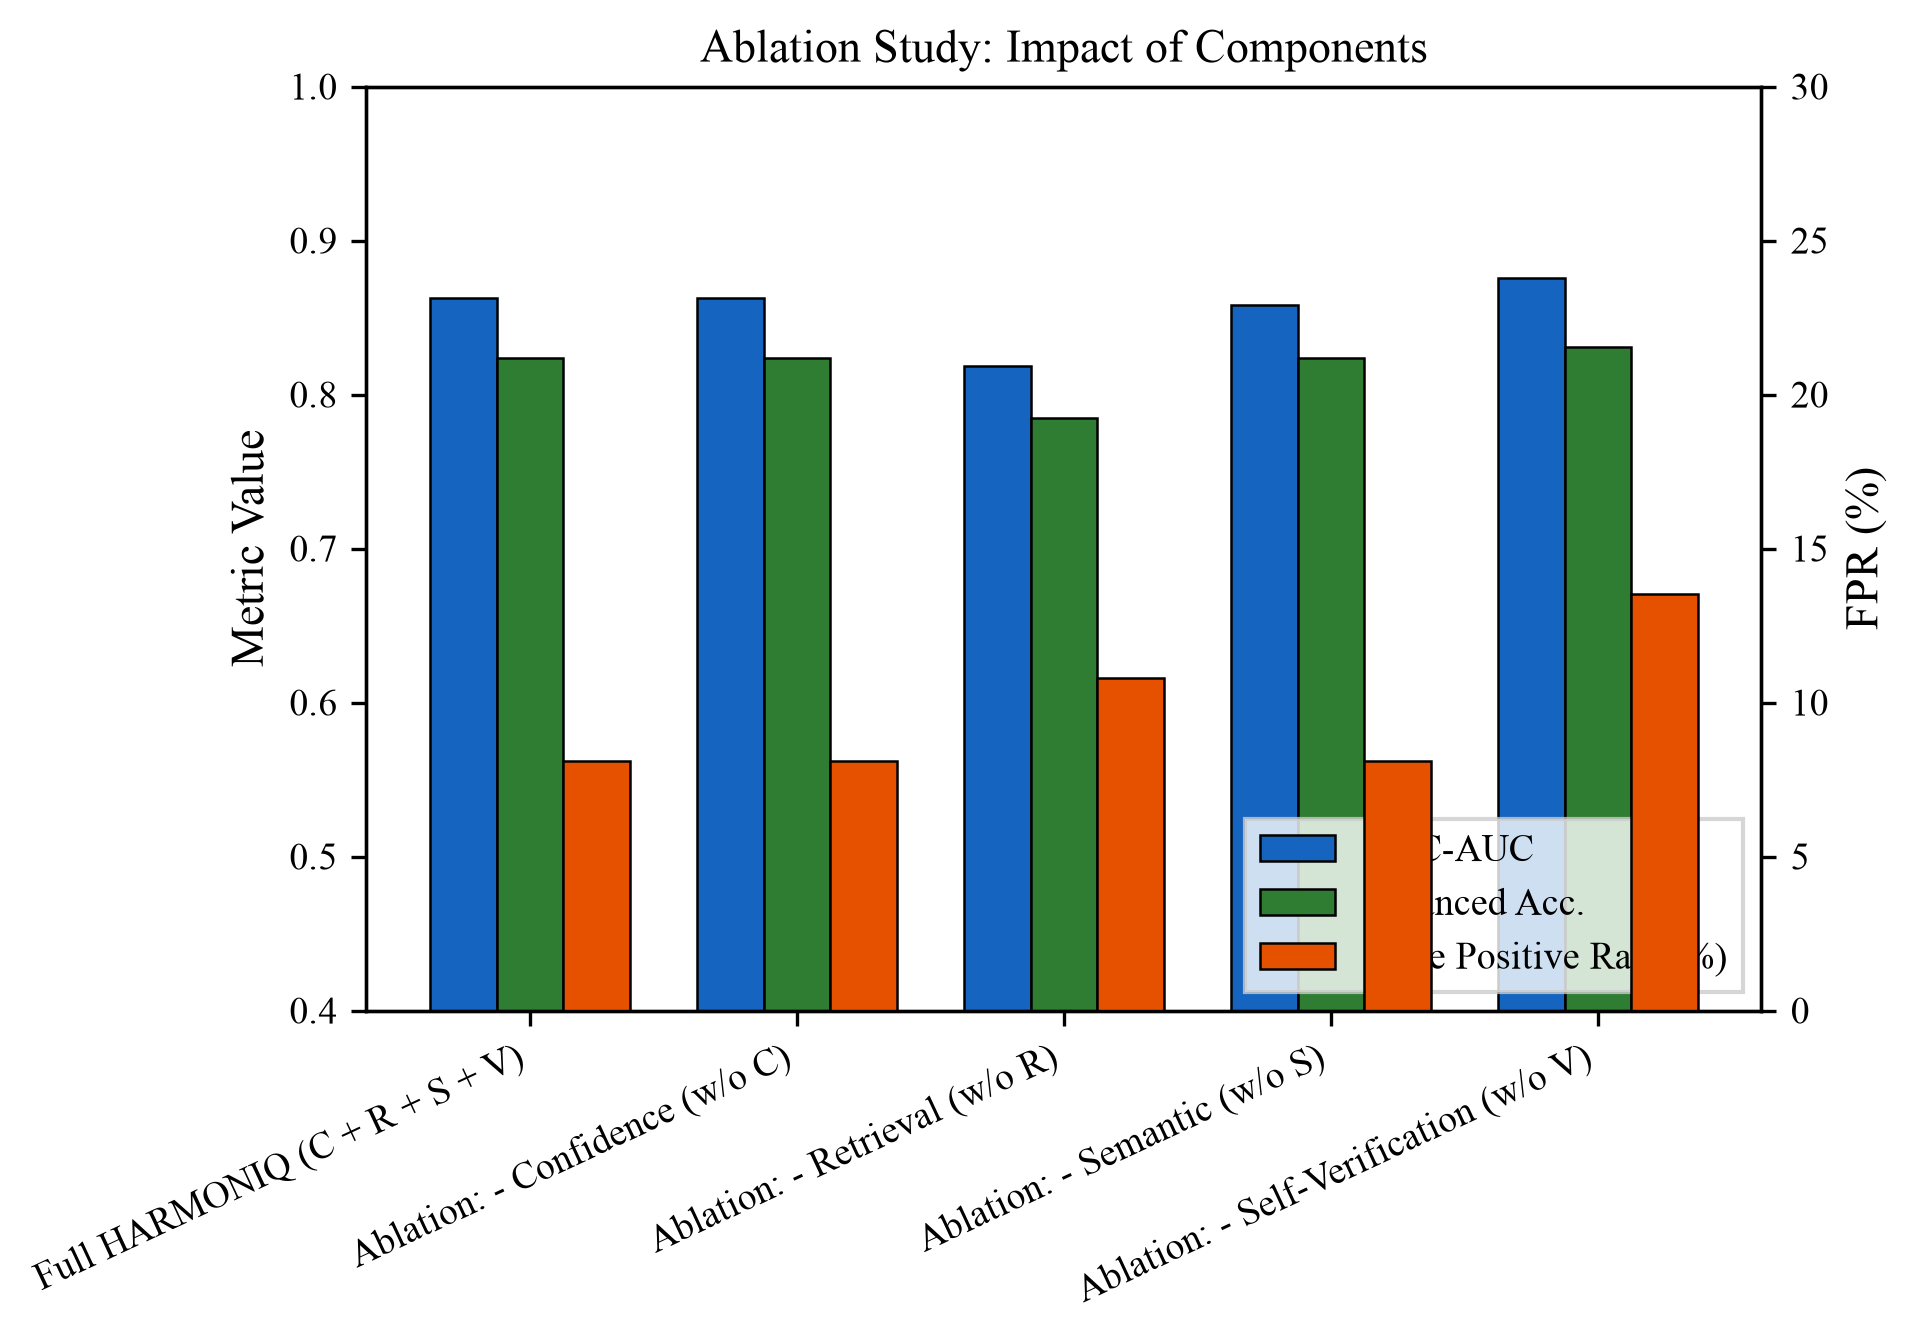 Ablation Study: Impact of Components
1.0
0.9
0.8
0.7
0.6
0.5
0.4
Metric Value
30
25
20
15
10
5
0
FPR (%)
C-AUC
nced Acc.
e Positive Ra %)
Full HARMONIQ (C + R + S + V)
Ablation: - Confidence (w/o C)
Ablation: - Retrieval (w/o R)
Ablation: - Semantic (w/o S)
Ablation: - Self-Verification (w/o V)